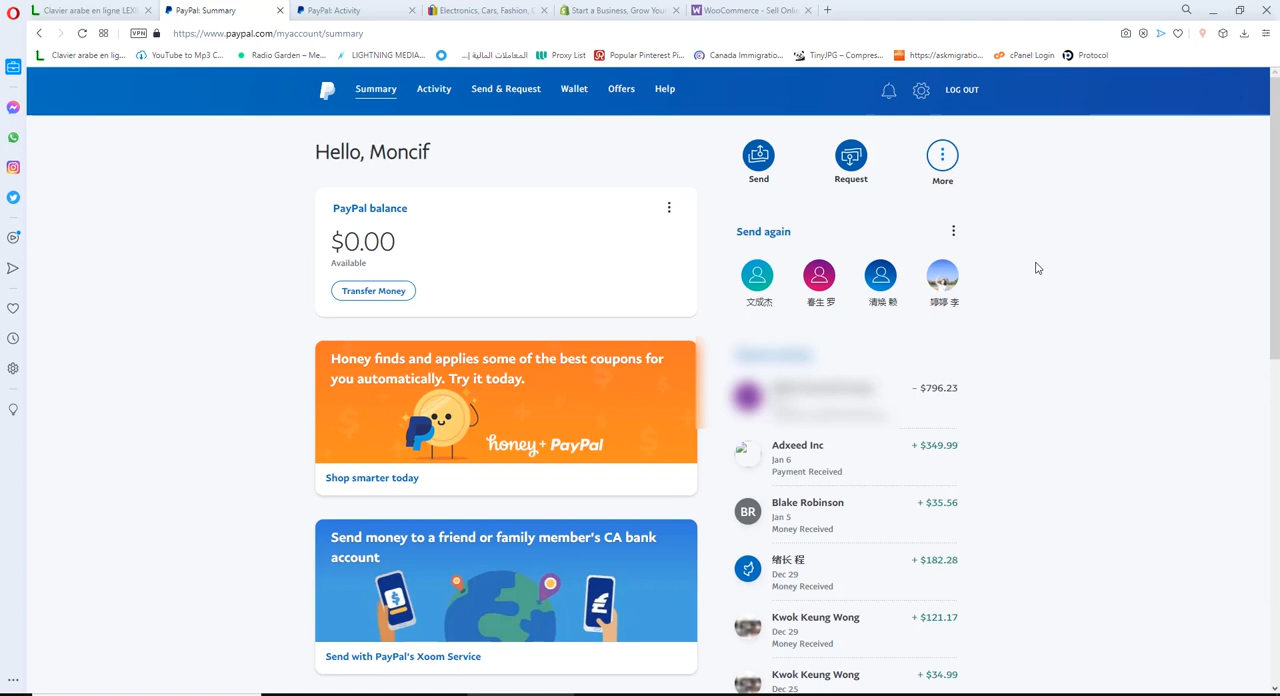 Clavier arabe en ligne LEXI
PayPal: Summary
PayPal: Activity
Electronics, Cars, Fashion, C
Start a Business, Grow Your
WooCommerce - Sell Onlin
VPN
https://www.paypal.com/myaccount/summary
Clavier arabe en lig...
YouTube to Mp3 C...
Radio Garden – Me...
LIGHTNING MEDIA...
المعاملات المالية إ...
Proxy List
Popular Pinterest Pi...
Canada Immigratio...
TinyJPG – Compres...
https://askmigratio...
cPanel Login
Protocol
Summary
Activity
Send & Request
Wallet
Offers
Help
LOG OUT
Hello, Moncif
PayPal balance
$0.00
Available
Transfer Money
Honey finds and applies some of the best coupons for
you automatically. Try it today.
honey + PayPal
Shop smarter today
Send money to a friend or family member's CA bank
account
Send with PayPal's Xoom Service
Send
Request
More
Send again
文成杰
春生 罗
清焕 赖
婷婷 李
- $796.23
Adxeed Inc
+ $349.99
Jan 6
Payment Received
BR
Blake Robinson
+ $35.56
Jan 5
Money Received
绪长 程
+ $182.28
Dec 29
Money Received
Kwok Keung Wong
+ $121.17
Dec 29
Money Received
Kwok Keung Wong
+ $34.99
Dec 25